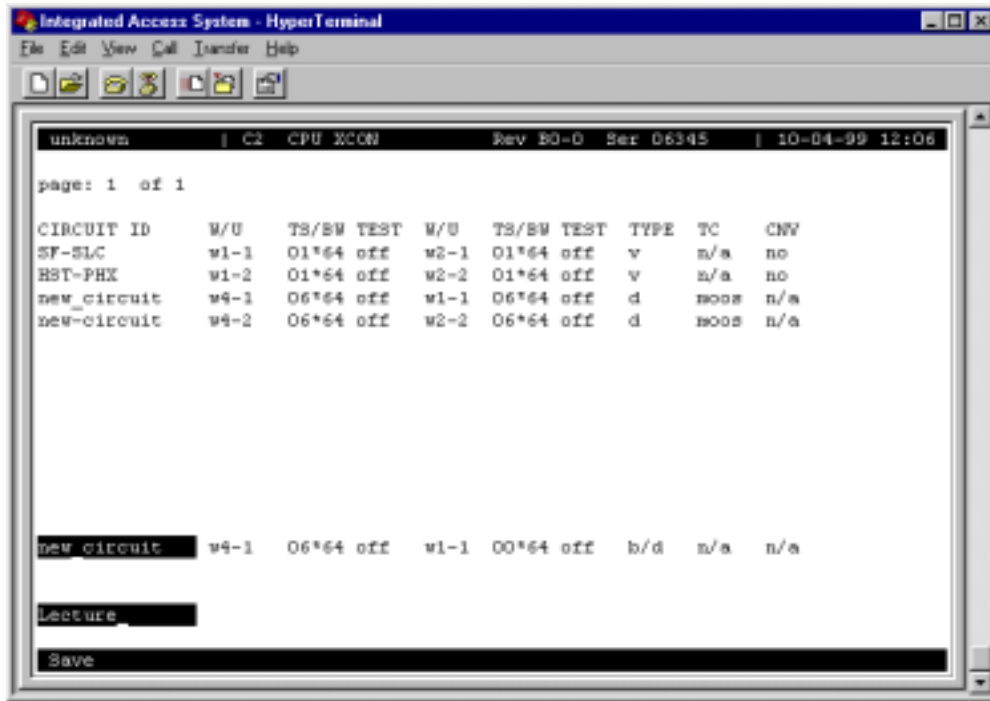 Integrated Access System - HyperTerminal
File Edit View Call Transfer Help
unknown | C2 CPU XCON Rev B0-0 Ser 06345 | 10-04-99 12:06
page: 1 of 1
CIRCUIT ID W/U TS/BW TEST W/U TS/BW TEST TYPE TC CNV
SF-SLC w1-1 01*64 off w2-1 01*64 off v n/a no
HST-PHX w1-2 01*64 off w2-2 01*64 off v n/a no
new_circuit w4-1 06*64 off w1-1 06*64 off d moos n/a
new-circuit w4-2 06*64 off w2-2 06*64 off d moos n/a
new_circuit w4-1 06*64 off w1-1 00*64 off b/d n/a n/a
Lecture_
Save